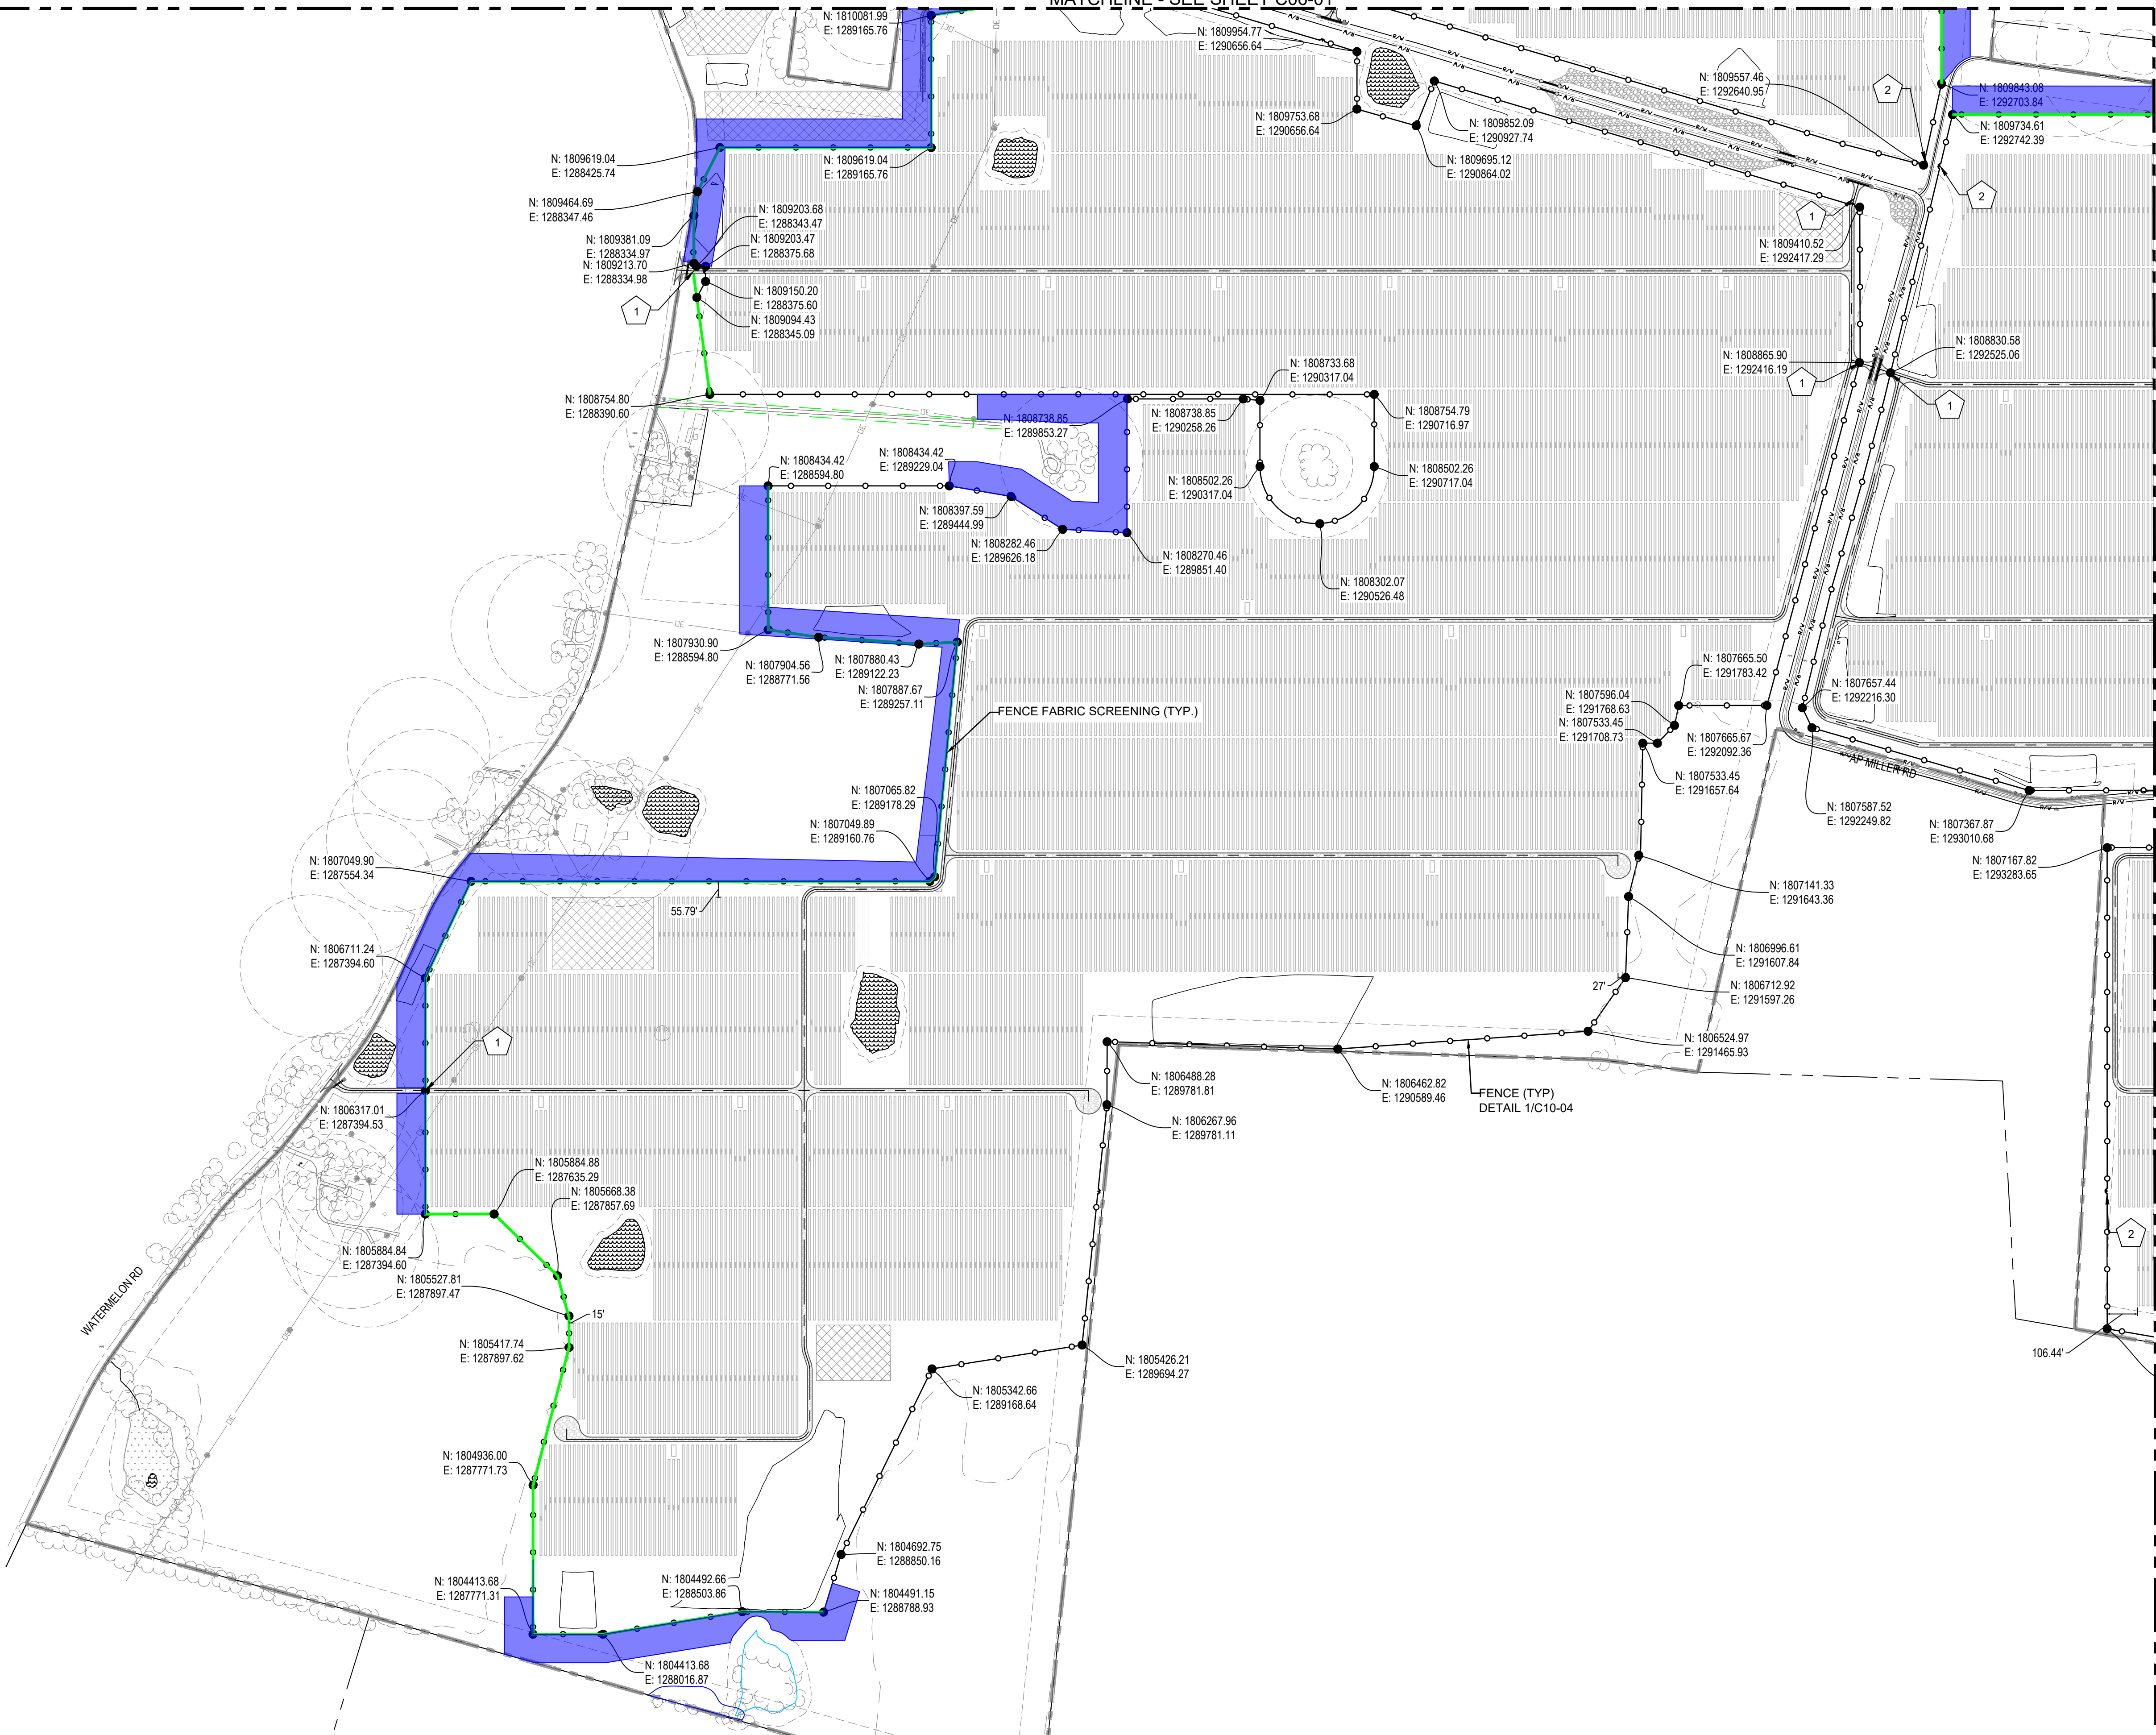 MATCHLINE - SEE SHEET C06-01
N: 1810081.99
E: 1289165.76
N: 1809954.77
E: 1290656.64
N: 1809557.46
E: 1292640.95
2
N: 1809843.08
E: 1292703.84
N: 1809734.61
E: 1292742.39
N: 1809753.68
E: 1290656.64
N: 1809852.09
E: 1290927.74
N: 1809695.12
E: 1290864.02
N: 1809619.04
E: 1288425.74
N: 1809619.04
E: 1289165.76
N: 1809464.69
E: 1288347.46
2
N: 1809203.68
E: 1288343.47
N: 1809381.09
E: 1288334.97
N: 1809203.47
E: 1288375.68
N: 1809213.70
E: 1288334.98
1
N: 1809410.52
E: 1292417.29
N: 1809150.20
E: 1288375.60
1
N: 1809094.43
E: 1288345.09
N: 1808865.90
E: 1292416.19
1
N: 1808830.58
E: 1292525.06
1
N: 1808733.68
E: 1290317.04
N: 1808754.80
E: 1288390.60
N: 1808738.85
E: 1289853.27
N: 1808738.85
E: 1290258.26
N: 1808754.79
E: 1290716.97
N: 1808434.42
E: 1288594.80
N: 1808434.42
E: 1289229.04
N: 1808502.26
E: 1290317.04
N: 1808502.26
E: 1290717.04
N: 1808397.59
E: 1289444.99
N: 1808282.46
E: 1289626.18
N: 1808270.46
E: 1289851.40
N: 1808302.07
E: 1290526.48
N: 1807930.90
E: 1288594.80
N: 1807904.56
E: 1288771.56
N: 1807880.43
E: 1289122.23
N: 1807887.67
E: 1289257.11
FENCE FABRIC SCREENING (TYP.)
N: 1807665.50
E: 1291783.42
N: 1807596.04
E: 1291768.63
N: 1807533.45
E: 1291708.73
N: 1807657.44
E: 1292216.30
N: 1807665.67
E: 1292092.36
AP MILLER RD
N: 1807533.45
E: 1291657.64
N: 1807587.52
E: 1292249.82
N: 1807367.87
E: 1293010.68
N: 1807167.82
E: 1293283.65
N: 1807065.82
E: 1289178.29
N: 1807049.89
E: 1289160.76
N: 1807049.90
E: 1287554.34
55.79'
N: 1807141.33
E: 1291643.36
N: 1806711.24
E: 1287394.60
N: 1806996.61
E: 1291607.84
27'
N: 1806712.92
E: 1291597.26
1
N: 1806524.97
E: 1291465.93
N: 1806488.28
E: 1289781.81
N: 1806462.82
E: 1290589.46
FENCE (TYP)
DETAIL 1/C10-04
N: 1806317.01
E: 1287394.53
N: 1806267.96
E: 1289781.11
N: 1805884.88
E: 1287635.29
N: 1805668.38
E: 1287857.69
2
N: 1805884.84
E: 1287394.60
N: 1805527.81
E: 1287897.47
15'
WATERMELON RD
N: 1805417.74
E: 1287897.62
106.44'
N: 1805426.21
E: 1289694.27
N: 1805342.66
E: 1289168.64
N: 1804936.00
E: 1287771.73
N: 1804692.75
E: 1288850.16
N: 1804413.68
E: 1287771.31
N: 1804492.66
E: 1288503.86
N: 1804491.15
E: 1288788.93
N: 1804413.68
E: 1288016.87